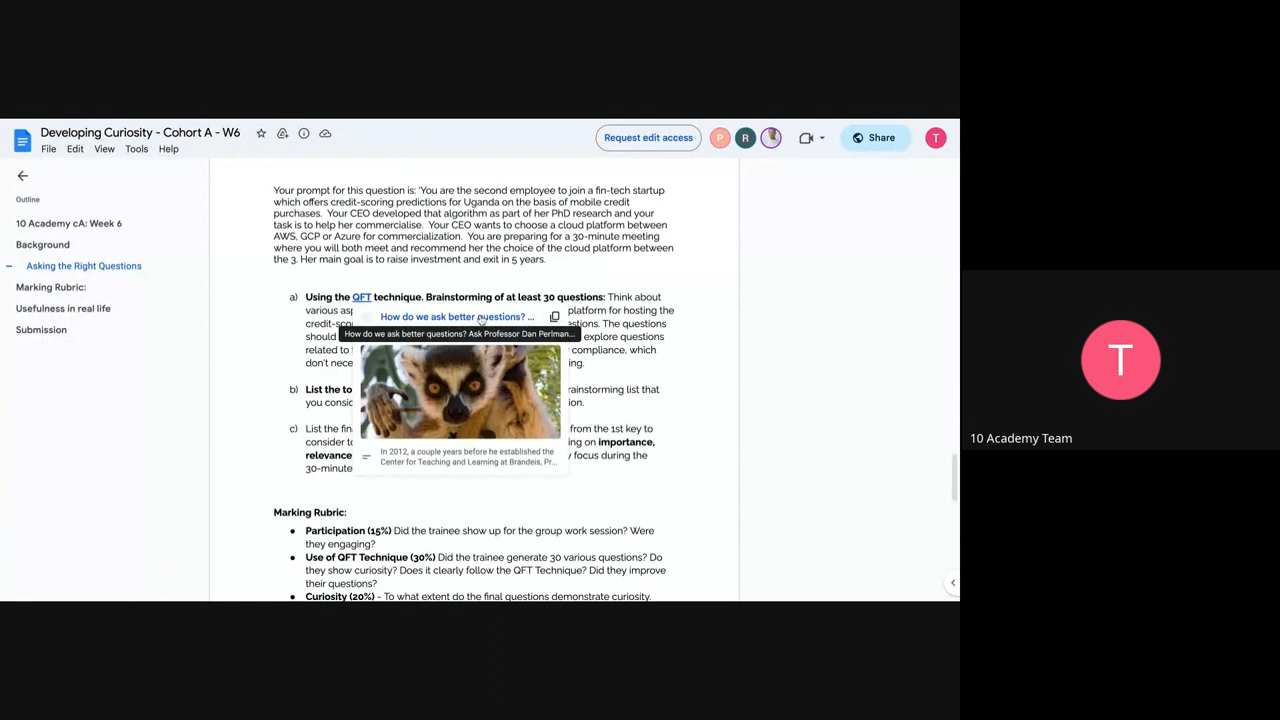 Developing Curiosity - Cohort A - W6
File Edit View Tools Help
Request edit access
P
R
Share
T
Outline
10 Academy cA: Week 6
Background
Asking the Right Questions
Marking Rubric:
Usefulness in real life
Submission
Your prompt for this question is: 'You are the second employee to join a fin-tech startup
which offers credit-scoring predictions for Uganda on the basis of mobile credit
purchases. Your CEO developed that algorithm as part of her PhD research and your
task is to help her commercialise. Your CEO wants to choose a cloud platform between
AWS, GCP or Azure for commercialization. You are preparing for a 30-minute meeting
where you will both meet and recommend her the choice of the cloud platform between
the 3. Her main goal is to raise investment and exit in 5 years.
a) Using the QFT technique. Brainstorming of at least 30 questions: Think about
various asp platform for hosting the
credit-sco stions. The questions
should explore questions
related to compliance, which
don't nece ing.
How do we ask better questions? ...
How do we ask better questions? Ask Professor Dan Perlman...
b) List the to rainstorming list that
you consid ion.
c) List the fin from the 1st key to
consider to ng on importance,
relevance y focus during the
30-minute
In 2012, a couple years before he established the
Center for Teaching and Learning at Brandeis, Pr...
Marking Rubric:
● Participation (15%) Did the trainee show up for the group work session? Were
they engaging?
● Use of QFT Technique (30%) Did the trainee generate 30 various questions? Do
they show curiosity? Does it clearly follow the QFT Technique? Did they improve
their questions?
● Curiosity (20%) - To what extent do the final questions demonstrate curiosity.
T
10 Academy Team